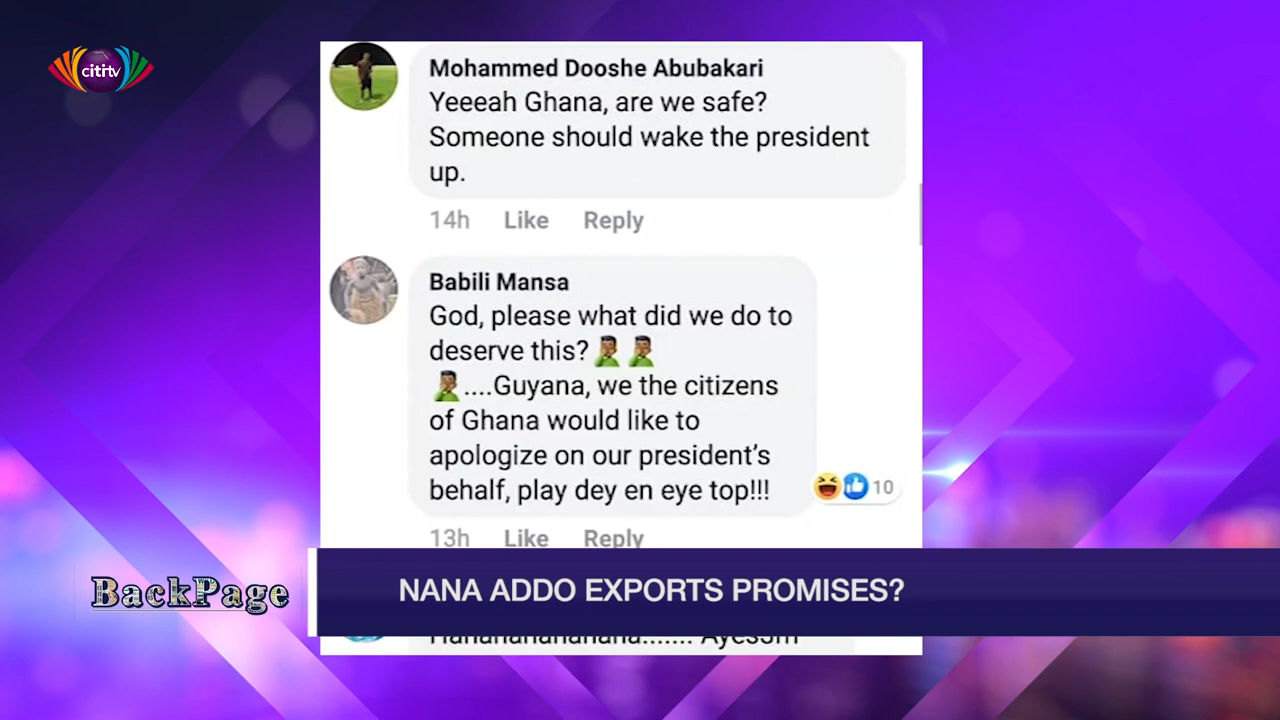 cititv
Mohammed Dooshe Abubakari
Yeeeah Ghana, are we safe?
Someone should wake the president
up.
14h Like Reply
Babili Mansa
God, please what did we do to
deserve this? 🤦🏾‍♂️🤦🏾‍♂️
🤦🏾‍♂️....Guyana, we the citizens
of Ghana would like to
apologize on our president's
behalf, play dey en eye top!!!
10
13h Like Reply
BackPage
NANA ADDO EXPORTS PROMISES?